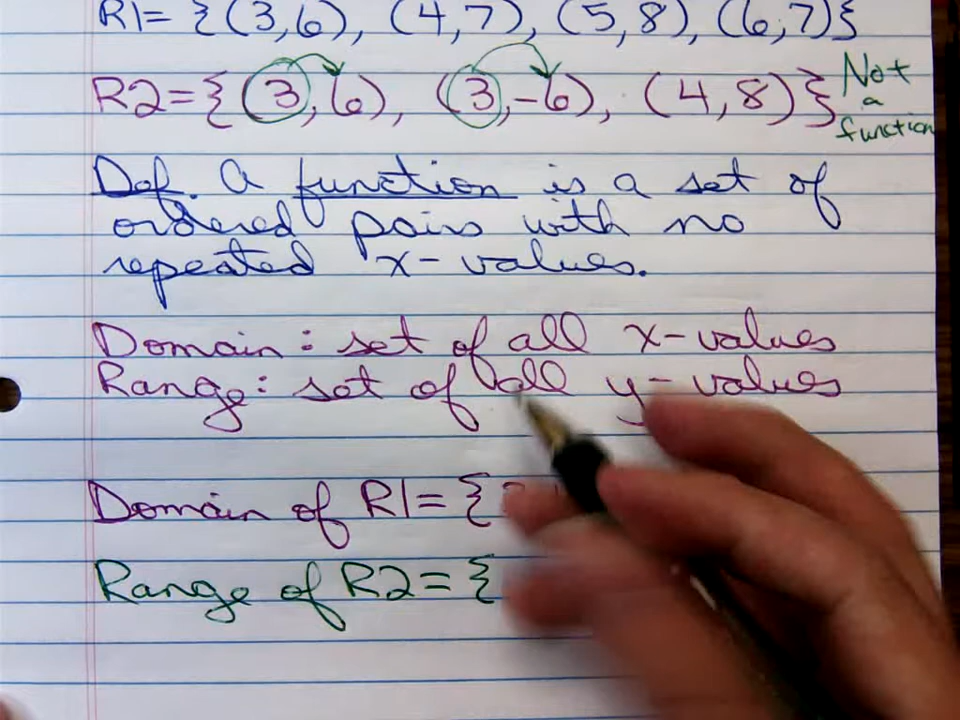 R1= {(3,6), (4,7), (5,8), (6,7)}
R2={(3,6), (3,-6), (4,8)} Not
a
function
Def. A function is a set of
ordered pairs with no
repeated x-values.
Domain: set of all x-values
Range: set of all y-values
Domain of R1= {
Range of R2= {